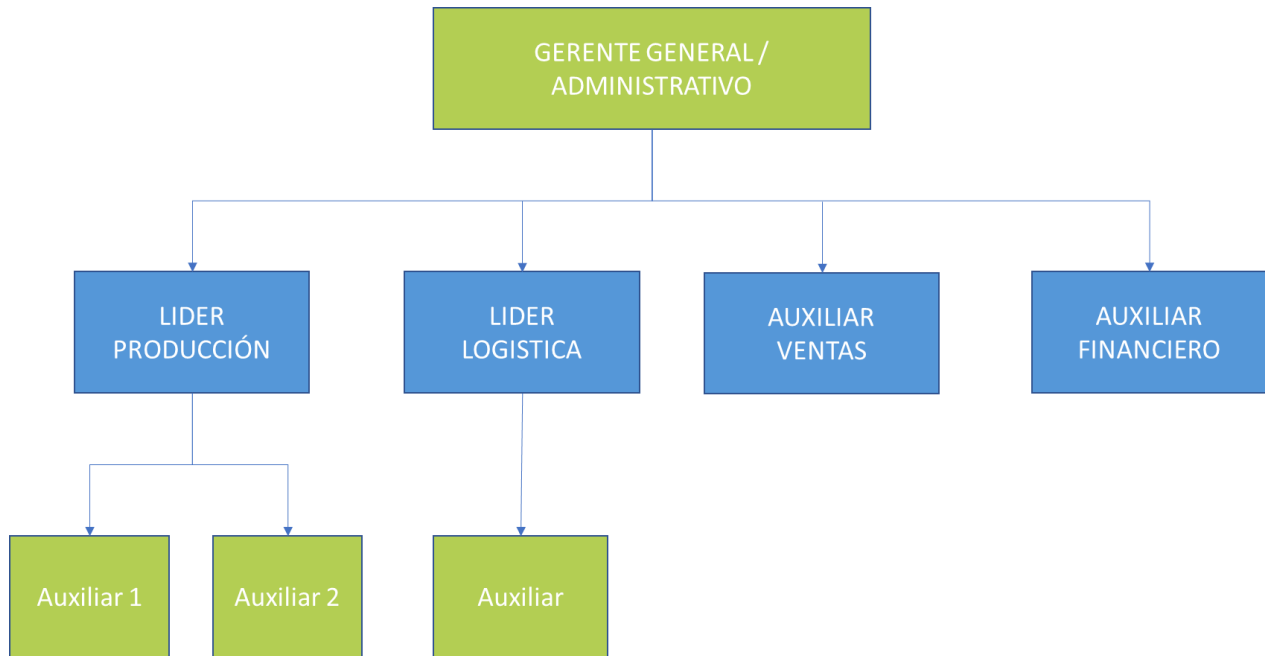 GERENTE GENERAL /
ADMINISTRATIVO
LIDER
PRODUCCIÓN
LIDER
LOGISTICA
AUXILIAR
VENTAS
AUXILIAR
FINANCIERO
Auxiliar 1
Auxiliar 2
Auxiliar